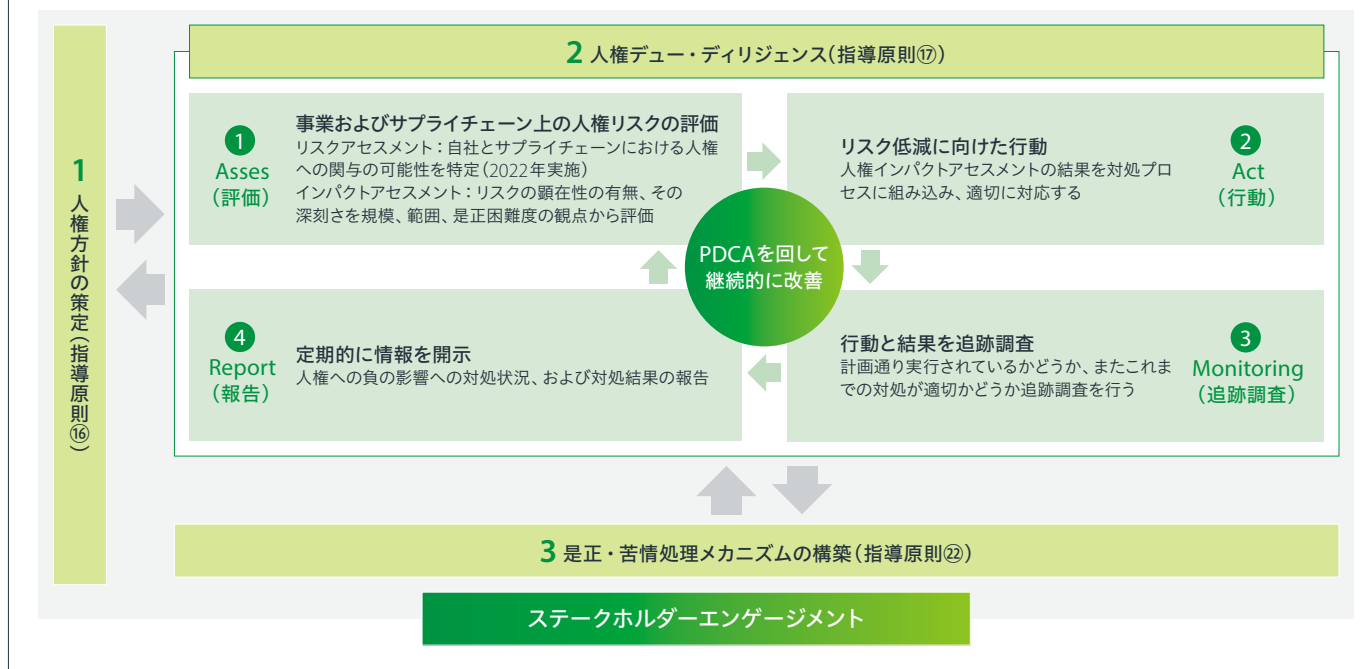 1 人権方針の策定（指導原則⑯）
2 人権デュー・ディリジェンス（指導原則⑰）
1
Asses
（評価）
事業およびサプライチェーン上の人権リスクの評価
リスクアセスメント：自社とサプライチェーンにおける人権
への関与の可能性を特定（2022年実施）
インパクトアセスメント：リスクの顕在性の有無、その
深刻さを規模、範囲、是正困難度の観点から評価
リスク低減に向けた行動
人権インパクトアセスメントの結果を対処プロ
セスに組み込み、適切に対応する
2
Act
（行動）
PDCAを回して
継続的に改善
4
Report
（報告）
定期的に情報を開示
人権への負の影響への対処状況、および対処結果の報告
行動と結果を追跡調査
計画通り実行されているかどうか、またこれま
での対処が適切かどうか追跡調査を行う
3
Monitoring
（追跡調査）
3 是正・苦情処理メカニズムの構築（指導原則㉒）
ステークホルダーエンゲージメント